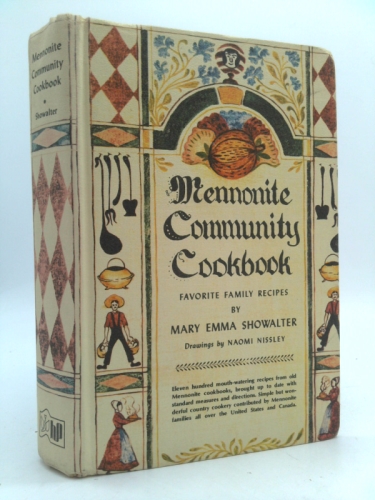 Mennonite
Community
Cookbook
Showalter
hp
Mennonite
Community
Cookbook
FAVORITE FAMILY RECIPES
BY
MARY EMMA SHOWALTER
Drawings by NAOMI NISSLEY
Eleven hundred mouth-watering recipes from old
Mennonite cookbooks, brought up to date with
standard measures and directions. Simple but won-
derful country cookery contributed by Mennonite
families all over the United States and Canada.